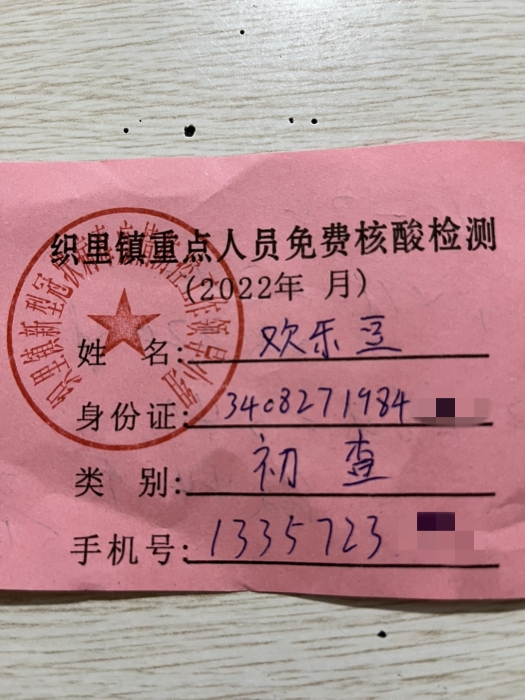 织里镇重点人员免费核酸检测
(2022年 月)
姓 名:欢乐豆
身份证:3408271984
类 别:初 查
手机号:1335723